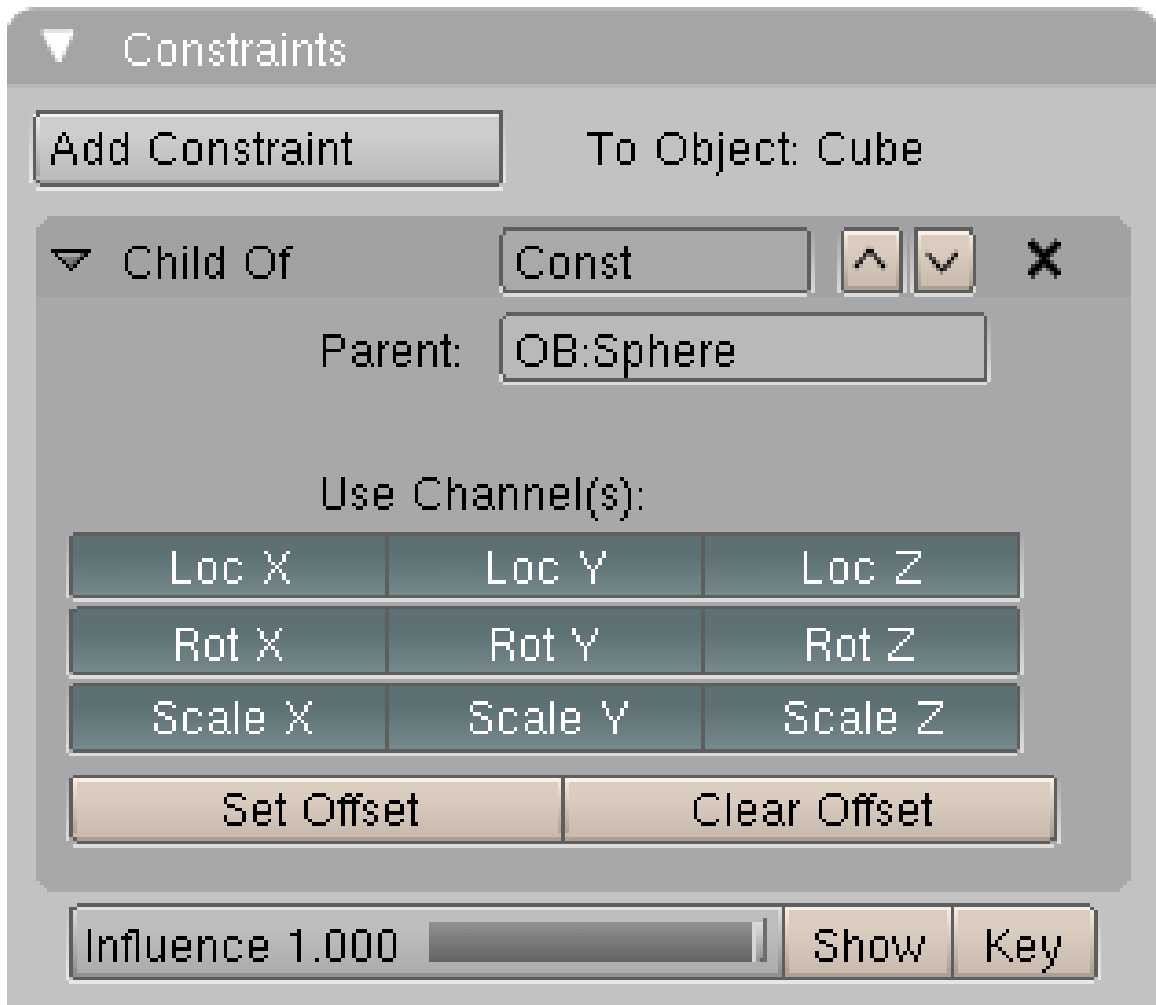 Constraints
Add Constraint To Object: Cube
Child Of Const
Parent: OB:Sphere
Use Channel(s):
Loc X Loc Y Loc Z
Rot X Rot Y Rot Z
Scale X Scale Y Scale Z
Set Offset Clear Offset
Influence 1.000 Show Key